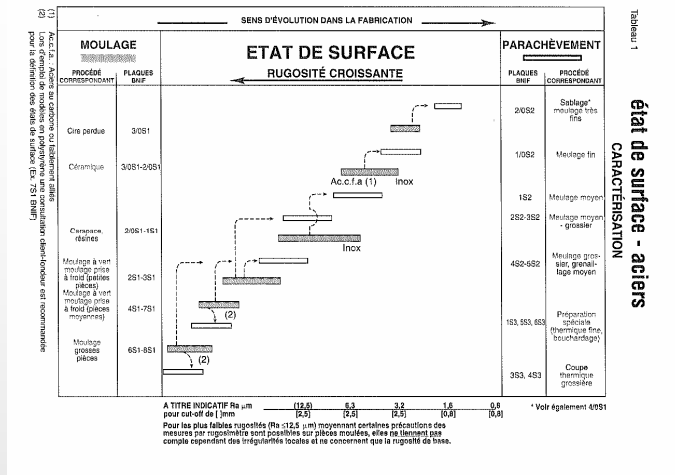 SENS D'ÉVOLUTION DANS LA FABRICATION
MOULAGE
ETAT DE SURFACE
PARACHÈVEMENT
RUGOSITÉ CROISSANTE
PROCÉDÉ
CORRESPONDANT
PLAQUES
BNIF
PLAQUES
BNIF
PROCÉDÉ
CORRESPONDANT
Cire perdue
3/0S1
2/0S2
Sablage*
meulage très
fins
Céramique
3/0S1-2/0S1
1/0S2
Meulage fin
Ac.c.f.a (1)
Inox
1S2
Meulage moyen
Carapace,
résines
2/0S1-1S1
Inox
2S2-3S2
Meulage moyen
- grossier
Moulage à vert
moulage prise
à froid (petites
pièces)
2S1-3S1
4S2-5S2
Meulage gros-
sier, grenail-
lage moyen
Moulage à vert
moulage prise
à froid (pièces
moyennes)
4S1-7S1
(2)
1S3, 5S3, 6S3
Préparation
spéciale
(thermique fine,
bouchardage)
Moulage
grosses
pièces
6S1-8S1
(2)
3S3, 4S3
Coupe
thermique
grossière
A TITRE INDICATIF Ra µm (12,5) 6,3 3,2 1,6 0,8
pour cut-off de [ ]mm [2,5] [2,5] [2,5] [0,8] [0,8]
* Voir également 4/0S1
Pour les plus faibles rugosités (Ra ≤12,5 µm) moyennant certaines précautions des
mesures par rugosimètre sont possibles sur pièces moulées, elles ne tiennent pas
compte cependant des irrégularités locales et ne concernent que la rugosité de base.
Tableau 1
état de surface - aciers
CARACTÉRISATION
(1) Ac.c.f.a. : Aciers au carbone ou faiblement alliés
(2) Lors d'emploi de modèles en polystyrène une consultation client-fondeur est recommandée
pour la définition des états de surface (Ex. 7S1 BNIF)